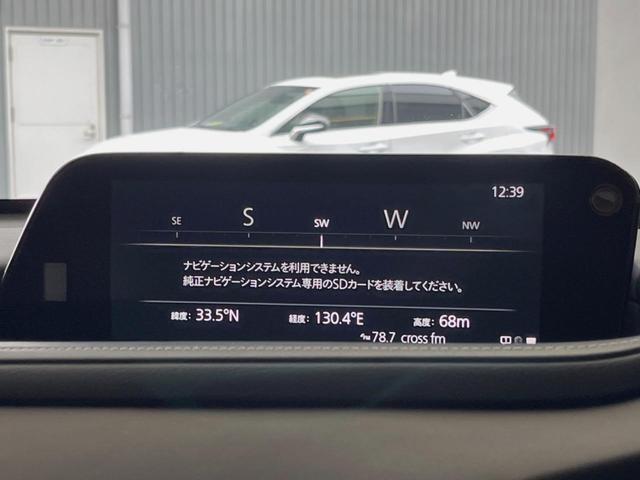 12:39
SE S SW W NW
ナビゲーションシステムを利用できません。
純正ナビゲーションシステム専用のSDカードを装着してください。
緯度: 33.5°N 経度: 130.4°E 高度: 68m
78.7 cross fm